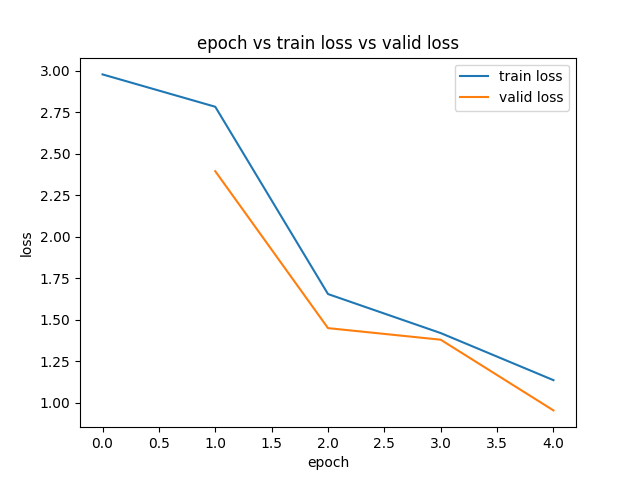 epoch vs train loss vs valid loss
train loss
valid loss
3.00
2.75
2.50
2.25
2.00
1.75
1.50
1.25
1.00
loss
0.0 0.5 1.0 1.5 2.0 2.5 3.0 3.5 4.0
epoch